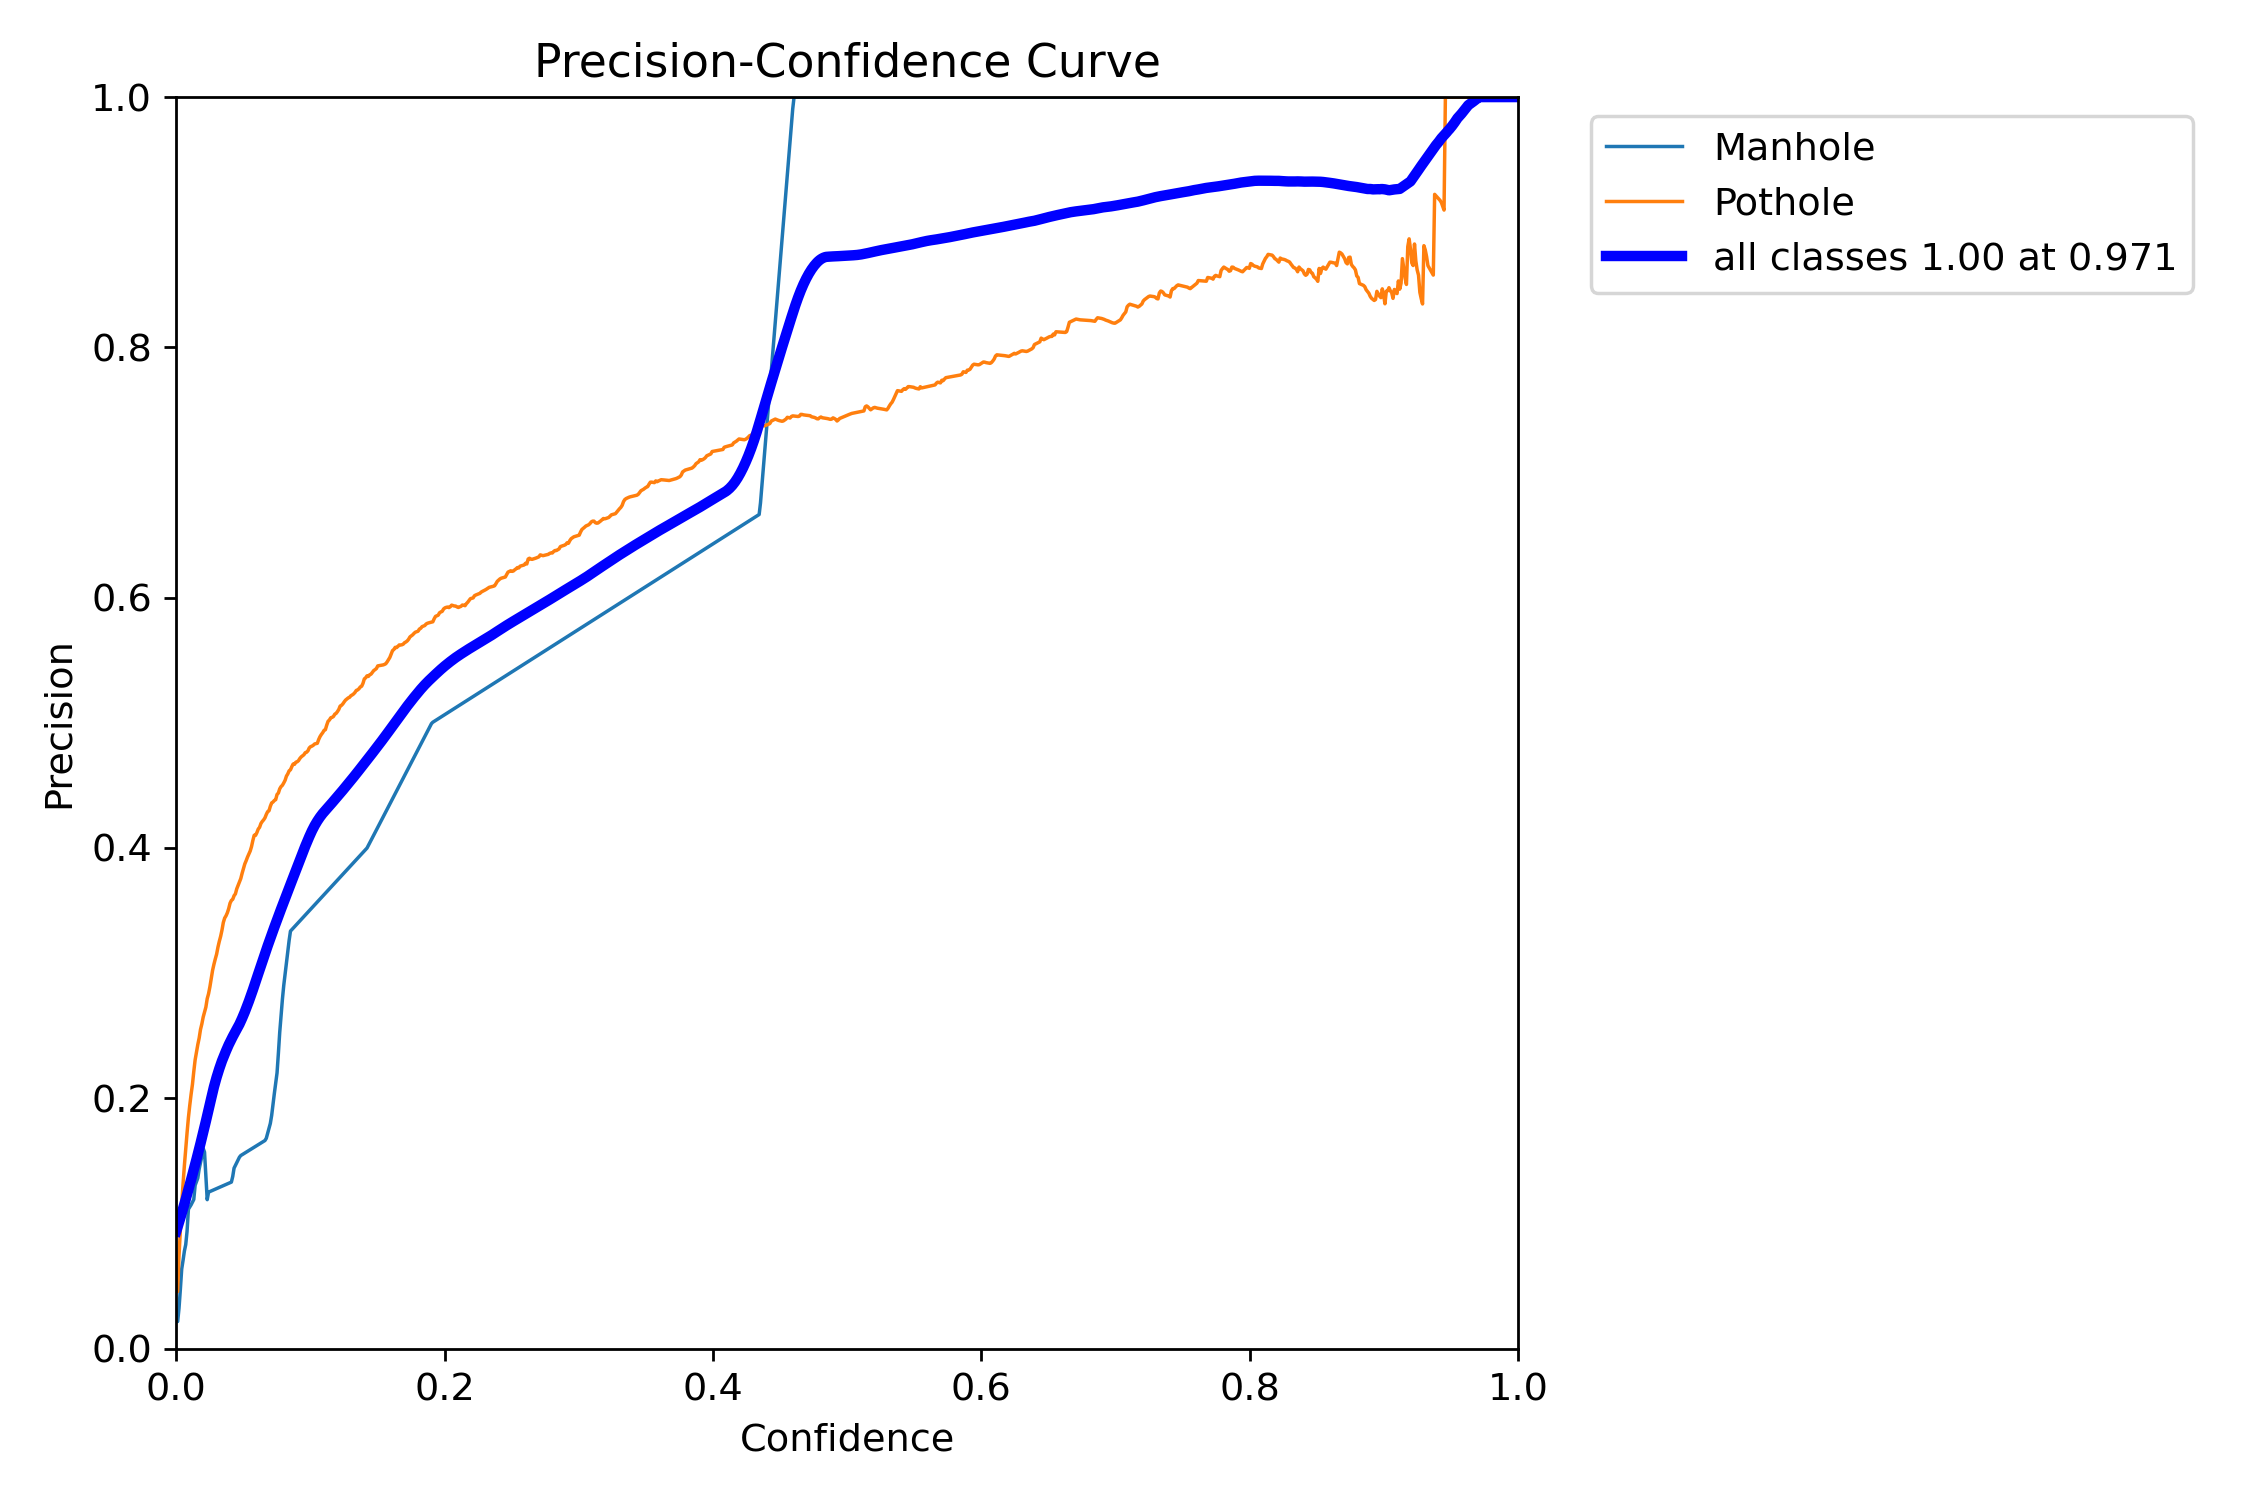 Precision-Confidence Curve
1.0
0.8
0.6
0.4
0.2
0.0
Precision
0.0 0.2 0.4 0.6 0.8 1.0
Confidence
Manhole
Pothole
all classes 1.00 at 0.971